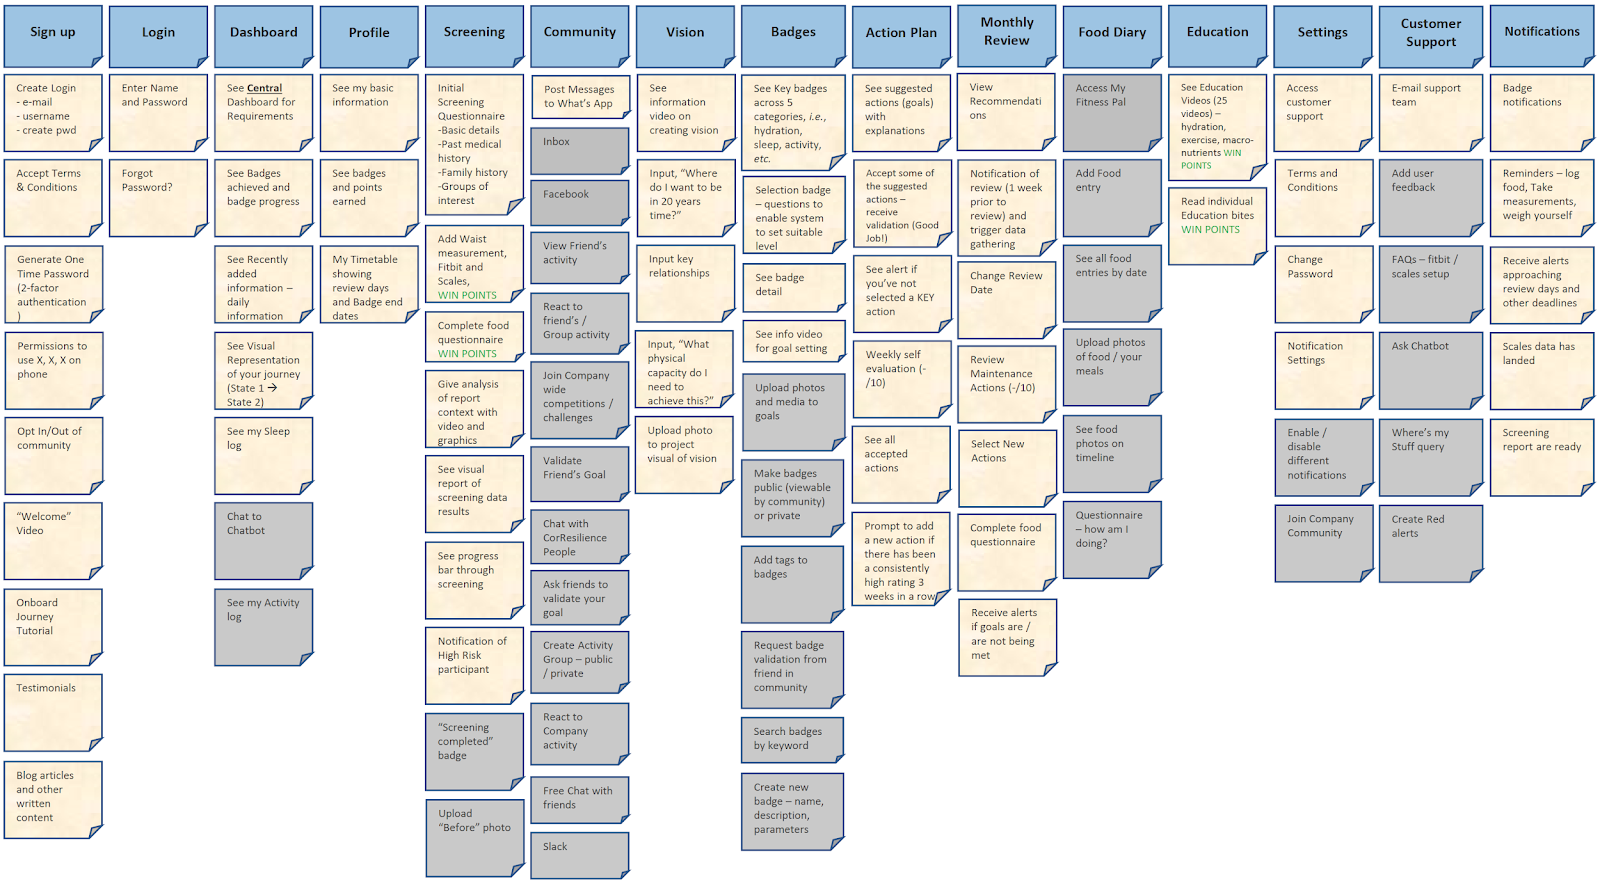 Sign up
Create Login
- e-mail
- username
- create pwd
Accept Terms
& Conditions
Generate One
Time Password
(2-factor
authentication
)
Permissions to
use X, X, X on
phone
Opt In/Out of
community
“Welcome”
Video
Onboard
Journey
Tutorial
Testimonials
Blog articles
and other
written
content
Login
Enter Name
and Password
Forgot
Password?
Dashboard
See Central
Dashboard for
Requirements
See Badges
achieved and
badge progress
See Recently
added
information –
daily
information
See Visual
Representation
of your journey
(State 1 →
State 2)
See my Sleep
log
Chat to
Chatbot
See my Activity
log
Profile
See my basic
information
See badges
and points
earned
My Timetable
showing
review days
and Badge end
dates
Screening
Initial
Screening
Questionnaire
-Basic details
-Past medical
history
-Family history
-Groups of
interest
Add Waist
measurement,
Fitbit and
Scales,
WIN POINTS
Complete food
questionnaire
WIN POINTS
Give analysis
of report
context with
video and
graphics
See visual
report of
screening data
results
See progress
bar through
screening
Notification of
High Risk
participant
“Screening
completed”
badge
Upload
“Before” photo
Community
Post Messages
to What’s App
Inbox
Facebook
View Friend’s
activity
React to
friend’s /
Group activity
Join Company
wide
competitions /
challenges
Validate
Friend’s Goal
Chat with
CorResilience
People
Ask friends to
validate your
goal
Create Activity
Group – public
/ private
React to
Company
activity
Free Chat with
friends
Slack
Vision
See
information
video on
creating vision
Input, “Where
do I want to be
in 20 years
time?”
Input key
relationships
Input, “What
physical
capacity do I
need to
achieve this?”
Upload photo
to project
visual of vision
Badges
See Key badges
across 5
categories, i.e.,
hydration,
sleep, activity,
etc.
Selection badge
– questions to
enable system
to set suitable
level
See badge
detail
See info video
for goal setting
Upload photos
and media to
goals
Make badges
public (viewable
by community)
or private
Add tags to
badges
Request badge
validation from
friend in
community
Search badges
by keyword
Create new
badge – name,
description,
parameters
Action Plan
See suggested
actions (goals)
with
explanations
Accept some of
the suggested
actions –
receive
validation (Good
Job!)
See alert if
you’ve not
selected a KEY
action
Weekly self
evaluation (-
/10)
See all
accepted
actions
Prompt to add
a new action if
there has been
a consistently
high rating 3
weeks in a row
Monthly
Review
View
Recommendati
ons
Notification of
review (1 week
prior to
review) and
trigger data
gathering
Change Review
Date
Review
Maintenance
Actions (-/10)
Select New
Actions
Complete food
questionnaire
Receive alerts
if goals are /
are not being
met
Food Diary
Access My
Fitness Pal
Add Food
entry
See all food
entries by date
Upload photos
of food / your
meals
See food
photos on
timeline
Questionnaire
– how am I
doing?
Education
See Education
Videos (25
videos) –
hydration,
exercise, macro-
nutrients WIN
POINTS
Read individual
Education bites
WIN POINTS
Settings
Access
customer
support
Terms and
Conditions
Change
Password
Notification
Settings
Enable /
disable
different
notifications
Join Company
Community
Customer
Support
E-mail support
team
Add user
feedback
FAQs – fitbit /
scales setup
Ask Chatbot
Where’s my
Stuff query
Create Red
alerts
Notifications
Badge
notifications
Reminders – log
food, Take
measurements,
weigh yourself
Receive alerts
approaching
review days and
other deadlines
Scales data has
landed
Screening
report are ready